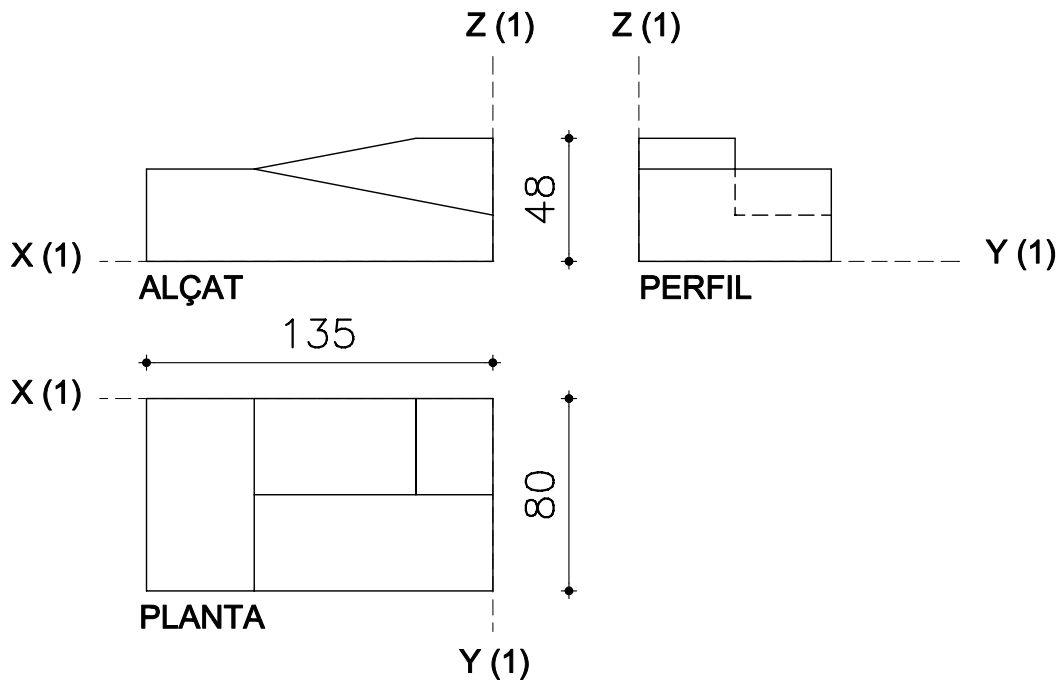 Z (1)
Z (1)
48
X (1)
Y (1)
ALÇAT
PERFIL
135
X (1)
80
PLANTA
Y (1)